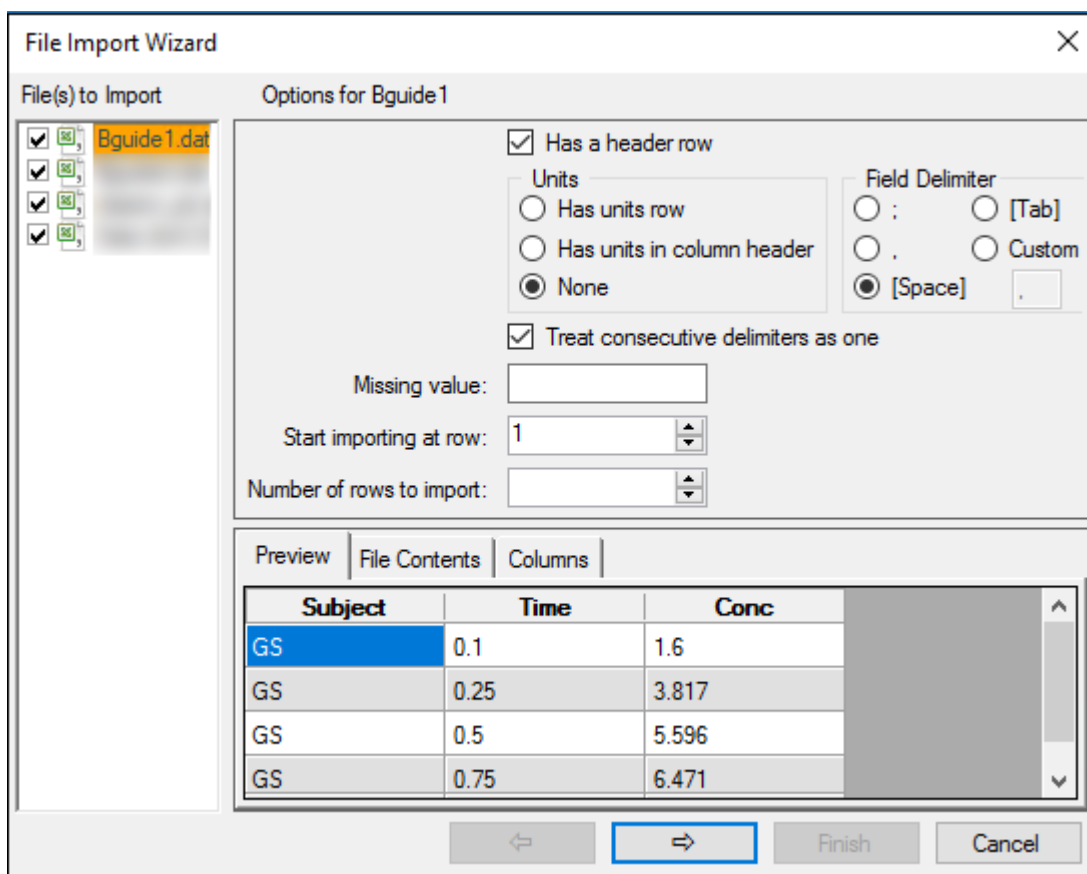 File Import Wizard
File(s) to Import
Options for Bguide1
Bguide1.dat
Has a header row
Units
Has units row
Has units in column header
None
Field Delimiter
; [Tab]
, Custom
[Space] ,
Treat consecutive delimiters as one
Missing value:
Start importing at row: 1
Number of rows to import:
Preview File Contents Columns
Subject Time Conc
GS 0.1 1.6
GS 0.25 3.817
GS 0.5 5.596
GS 0.75 6.471
Finish Cancel